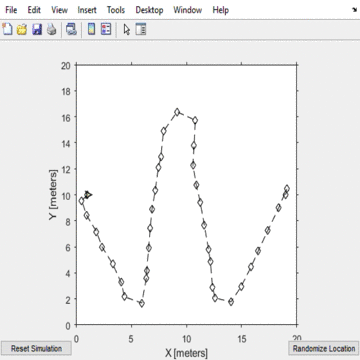 File Edit View Insert Tools Desktop Window Help
20
18
16
14
12
10
8
6
4
2
0
Y [meters]
0 5 10 15 20
X [meters]
Reset Simulation
Randomize Location